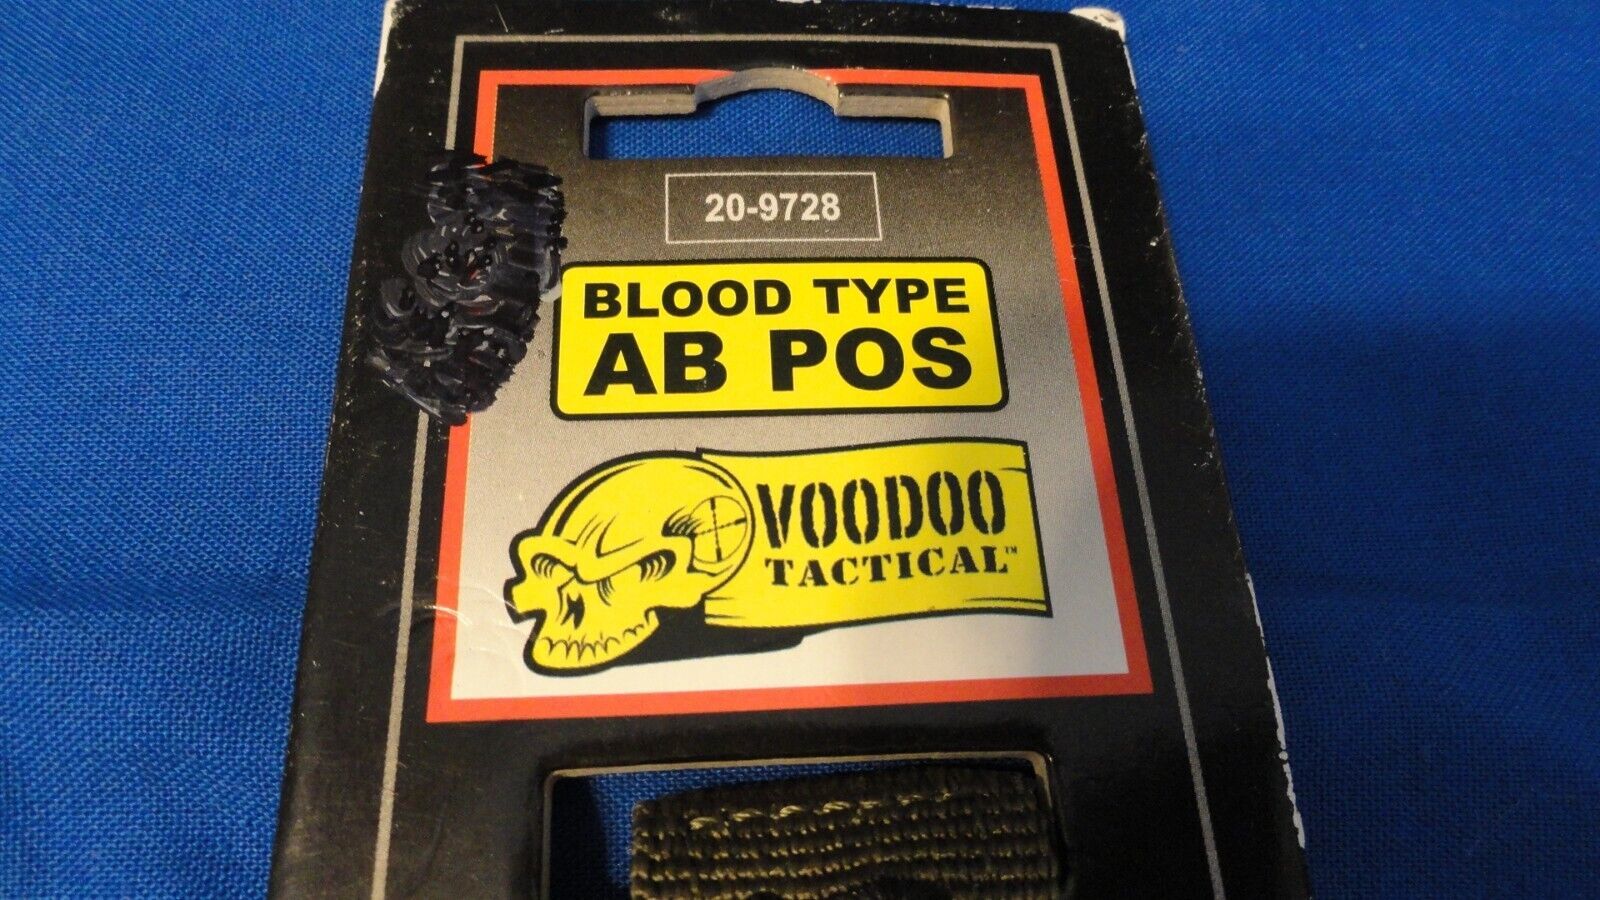 20-9728
BLOOD TYPE
AB POS
VOODOO
TACTICAL™